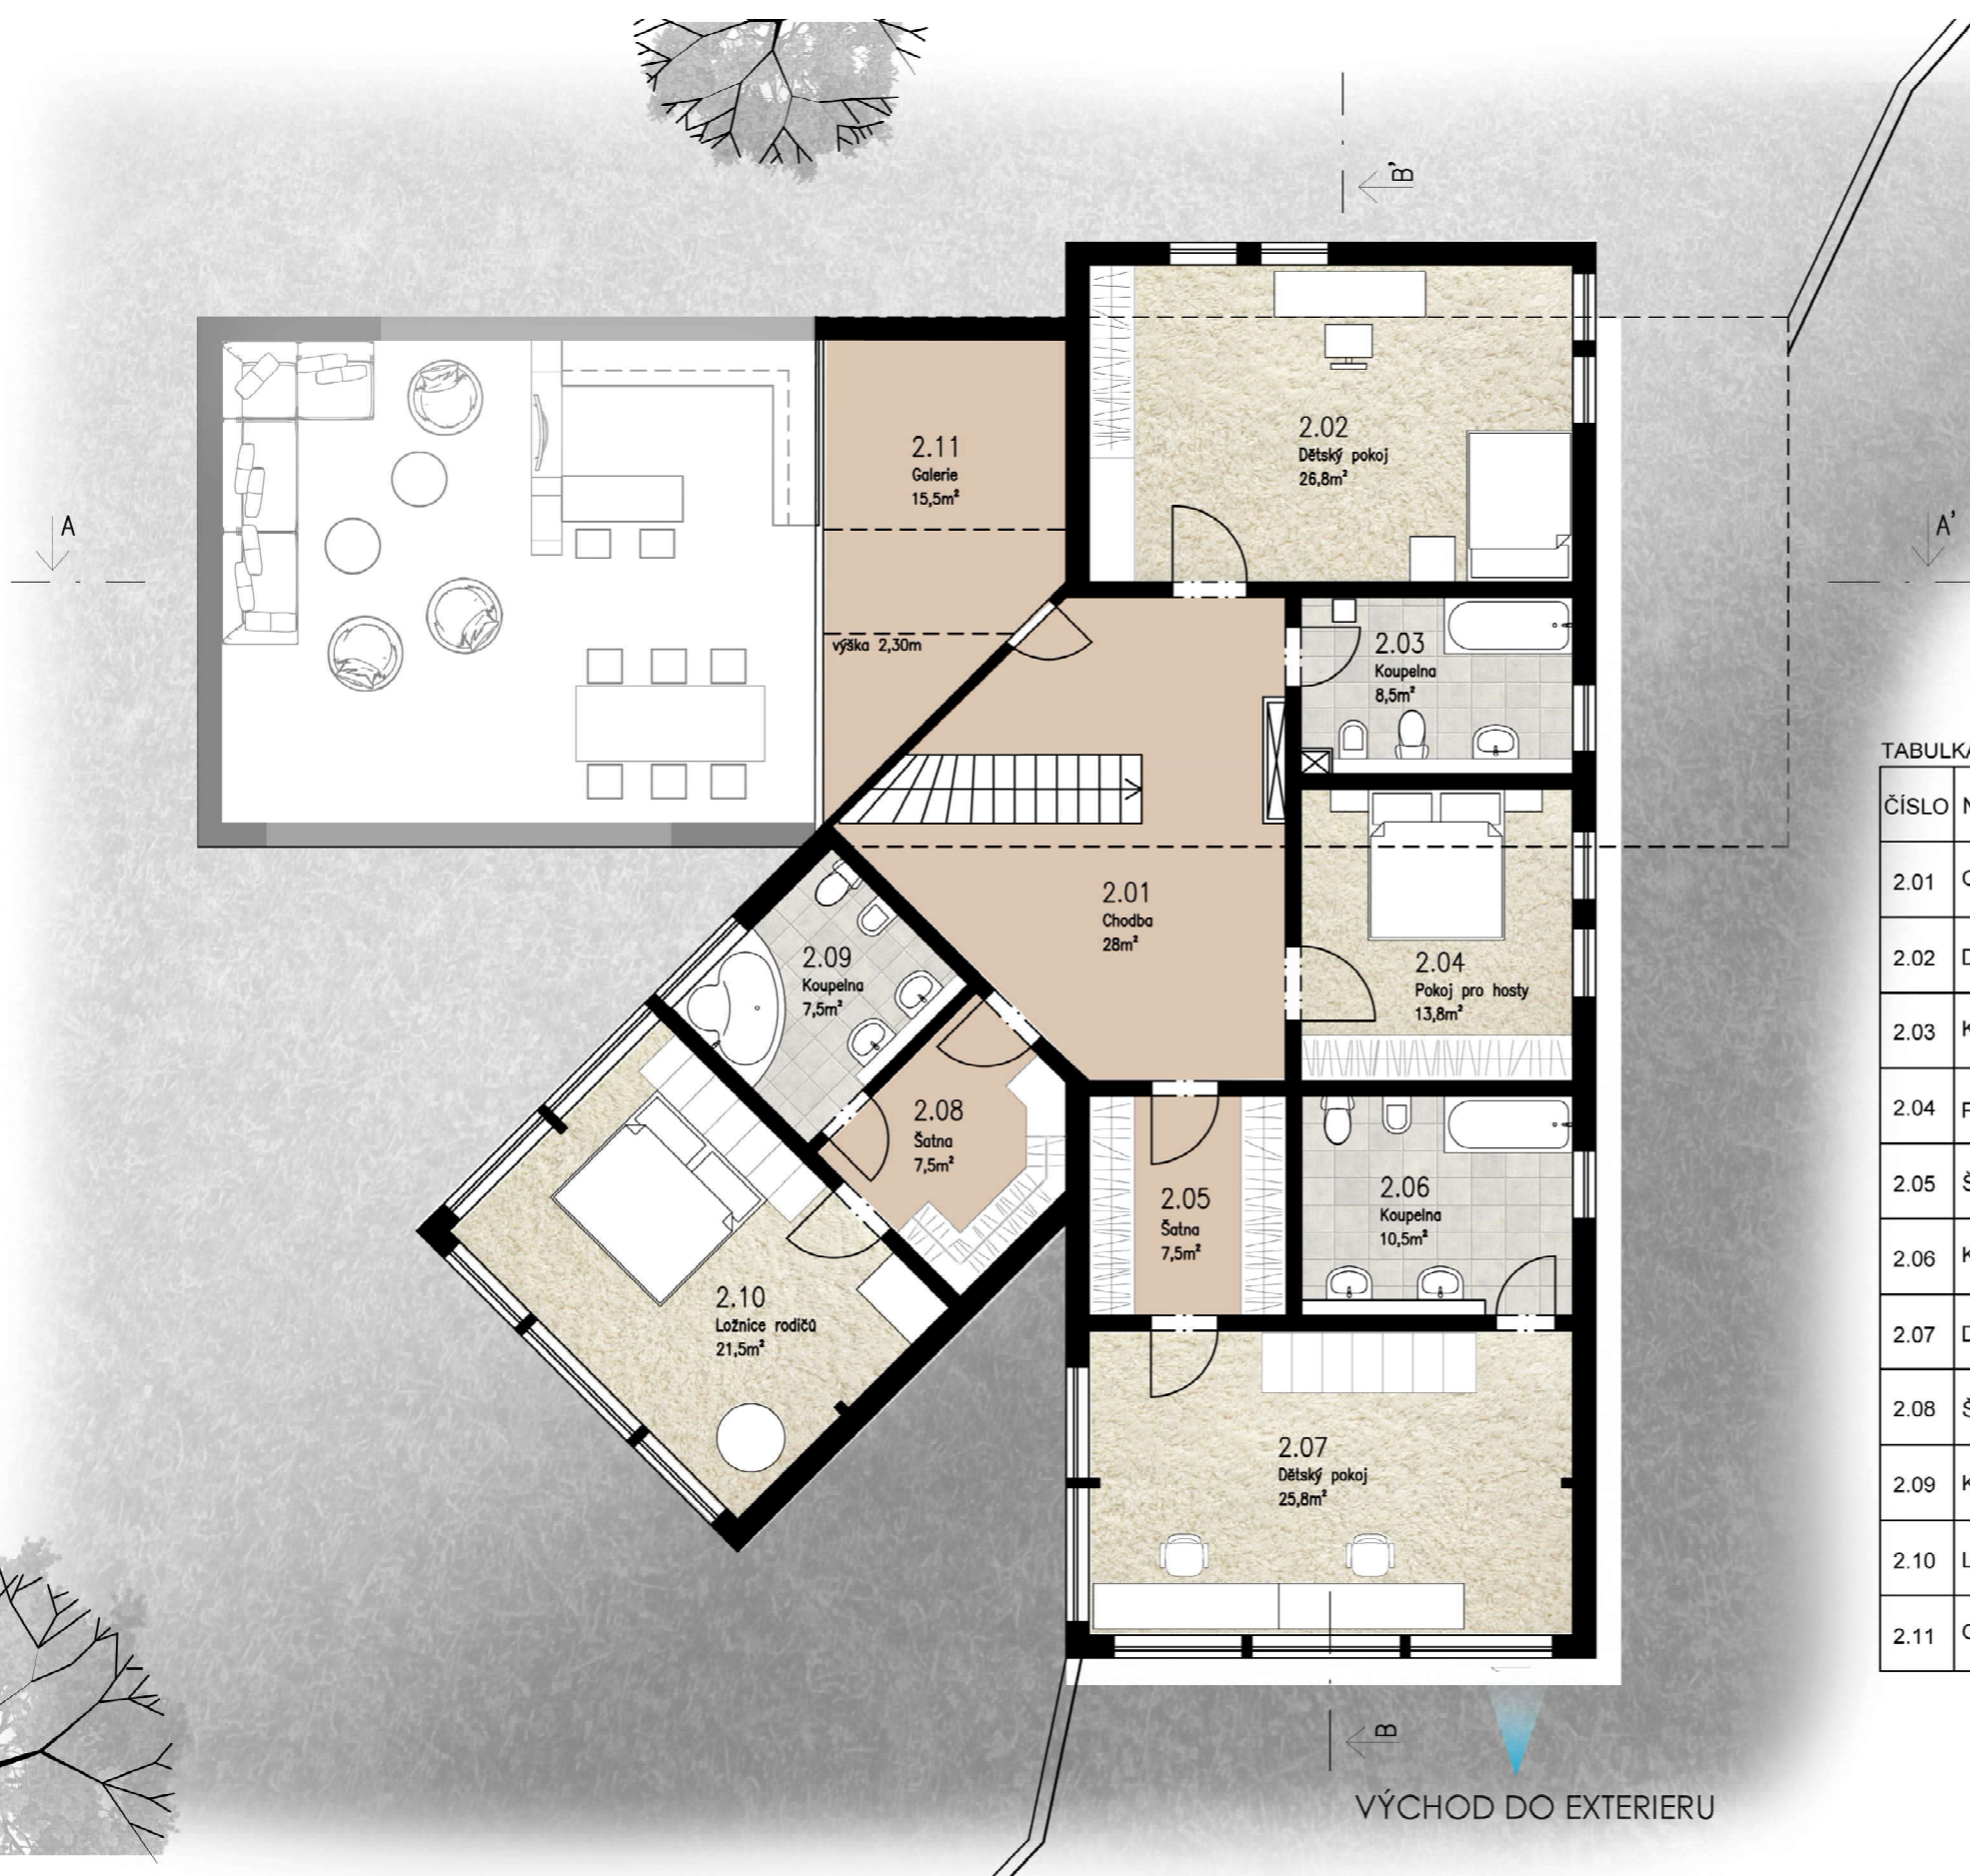 B'
A
A'
2.11
Galerie
15,5m²
výška 2,30m
2.02
Dětský pokoj
26,8m²
2.03
Koupelna
8,5m²
2.01
Chodba
28m²
2.04
Pokoj pro hosty
13,8m²
2.09
Koupelna
7,5m²
2.08
Šatna
7,5m²
2.05
Šatna
7,5m²
2.06
Koupelna
10,5m²
2.10
Ložnice rodičů
21,5m²
2.07
Dětský pokoj
25,8m²
B
VÝCHOD DO EXTERIERU
TABULKA
ČÍSLO N
2.01
2.02 D
2.03 K
2.04 P
2.05 Š
2.06 K
2.07 D
2.08 Š
2.09 K
2.10 L
2.11